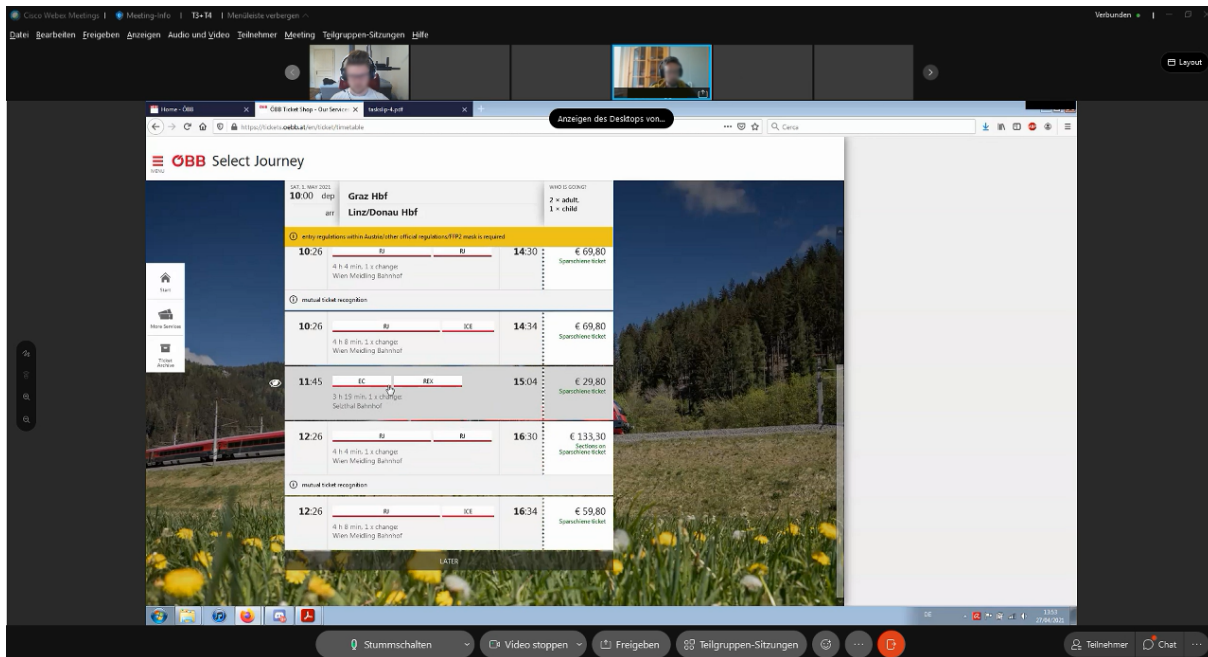 Cisco Webex Meetings | Meeting-Info | T3+T4 | Menüleiste verbergen
Verbunden
Datei Bearbeiten Freigeben Anzeigen Audio und Video Teilnehmer Meeting Teilgruppen-Sitzungen Hilfe
Layout
Home - ÖBB
ÖBB Ticket Shop - Our Services
taskslip-4.pdf
Anzeigen des Desktops von...
https://tickets.oebb.at/en/ticket/timetable
Cerca
MENU
ÖBB Select Journey
SAT, 1. MAY 2021
10:00 dep Graz Hbf
arr Linz/Donau Hbf
WHO IS GOING?
2 × adult,
1 × child
entry regulations within Austria/other official regulations/FFP2 mask is required
10:26 RJ RJ 14:30 € 69,80
Sparschiene ticket
4 h 4 min, 1 x change:
Wien Meidling Bahnhof
mutual ticket recognition
10:26 RJ ICE 14:34 € 69,80
Sparschiene ticket
4 h 8 min, 1 x change:
Wien Meidling Bahnhof
11:45 EC REX 15:04 € 29,80
Sparschiene ticket
3 h 19 min, 1 x change:
Selzthal Bahnhof
12:26 RJ RJ 16:30 € 133,30
Sections on
Sparschiene ticket
4 h 4 min, 1 x change:
Wien Meidling Bahnhof
mutual ticket recognition
12:26 RJ ICE 16:34 € 59,80
Sparschiene ticket
4 h 8 min, 1 x change:
Wien Meidling Bahnhof
LATER
Start
More Services
Ticket
Archive
DE
13:53
27/04/2021
Stummschalten
Video stoppen
Freigeben
Teilgruppen-Sitzungen
Teilnehmer
Chat